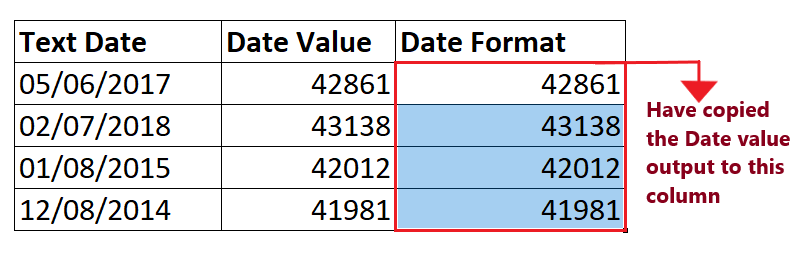 Text Date Date Value Date Format
05/06/2017 42861 42861
02/07/2018 43138 43138
01/08/2015 42012 42012
12/08/2014 41981 41981
Have copied
the Date value
output to this
column